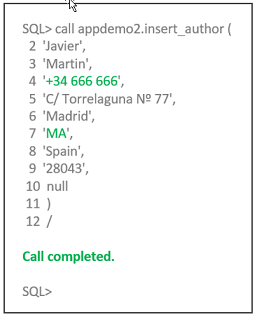 SQL> call appdemo2.insert_author (
2 'Javier',
3 'Martin',
4 '+34 666 666',
5 'C/ Torrelaguna Nº 77',
6 'Madrid',
7 'MA',
8 'Spain',
9 '28043',
10 null
11 )
12 /
Call completed.
SQL>